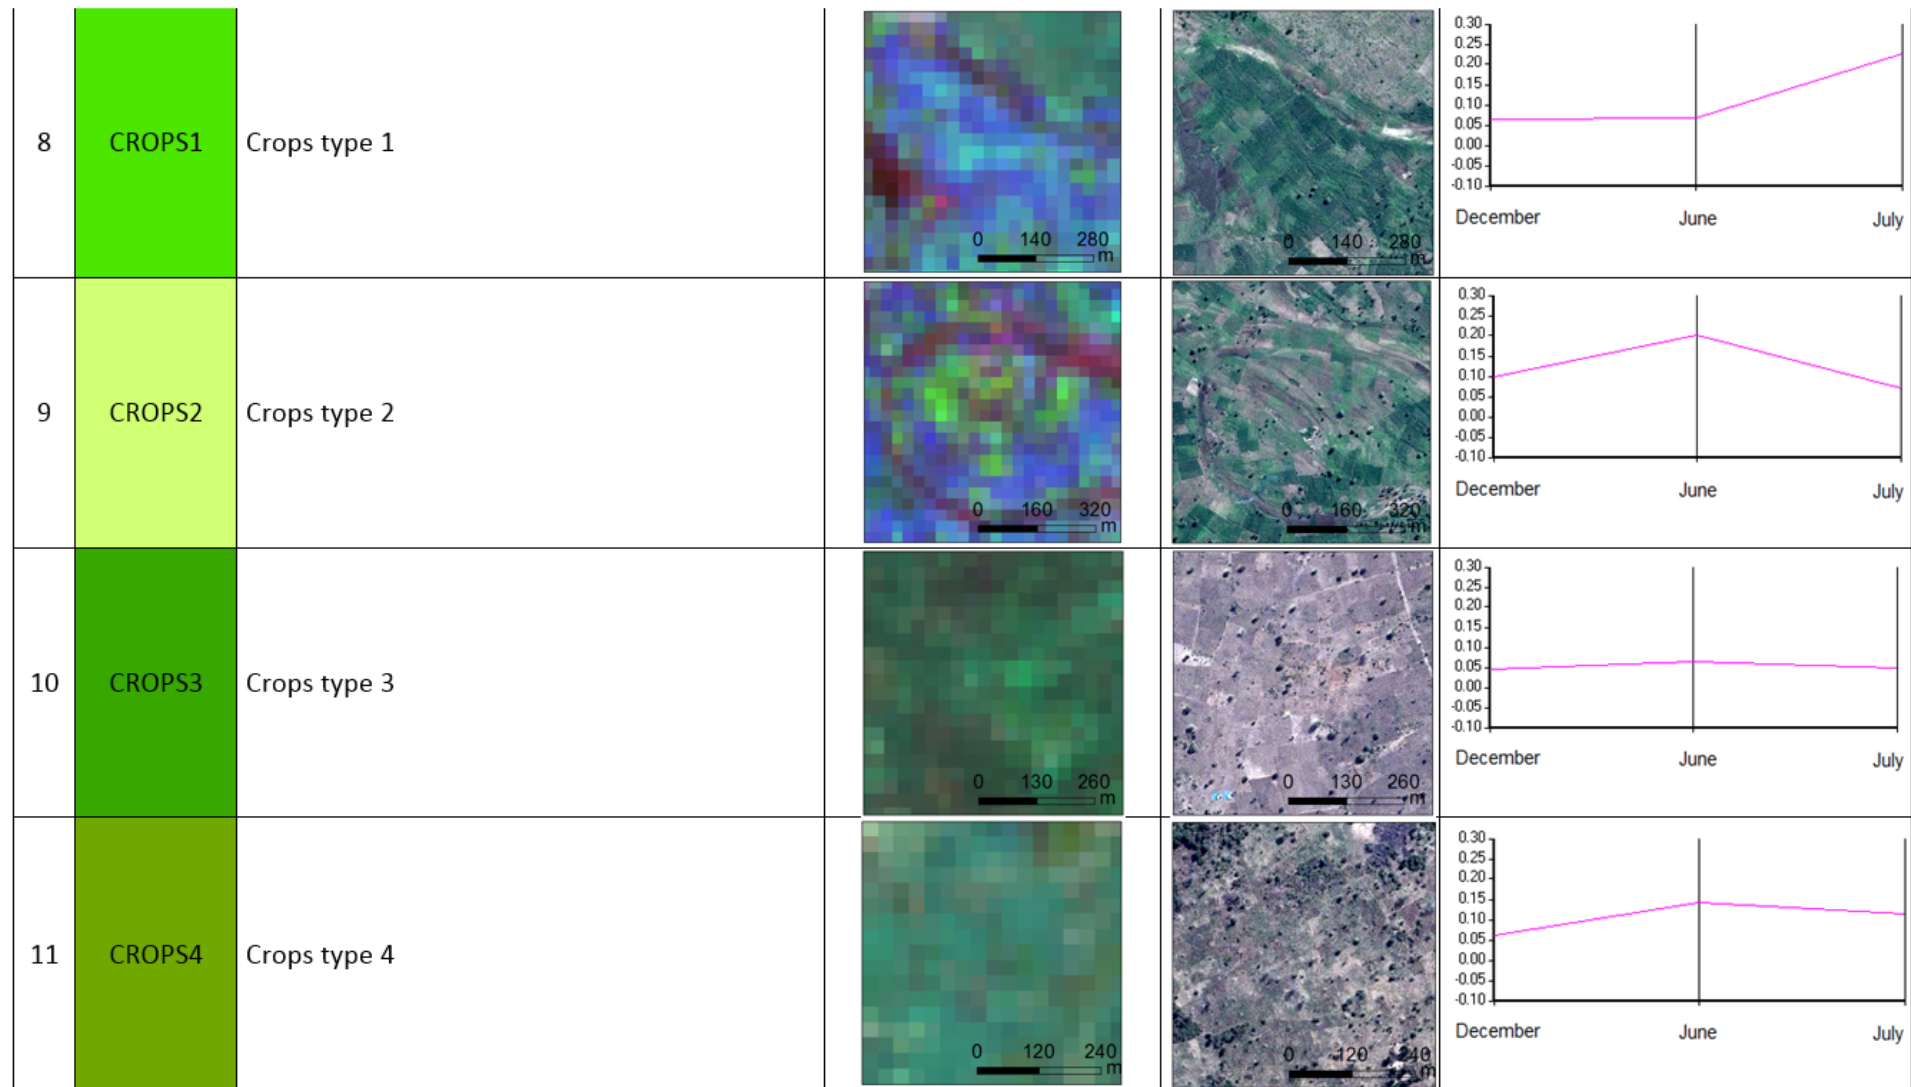 8 CROPS1 Crops type 1
0 140 280
m
0 140 280
m
0.30
0.25
0.20
0.15
0.10
0.05
0.00
-0.05
-0.10
December June July
9 CROPS2 Crops type 2
0 160 320
m
0 160 320
m
0.30
0.25
0.20
0.15
0.10
0.05
0.00
-0.05
-0.10
December June July
10 CROPS3 Crops type 3
0 130 260
m
0 130 260
m
0.30
0.25
0.20
0.15
0.10
0.05
0.00
-0.05
-0.10
December June July
11 CROPS4 Crops type 4
0 120 240
m
0 120 240
m
0.30
0.25
0.20
0.15
0.10
0.05
0.00
-0.05
-0.10
December June July